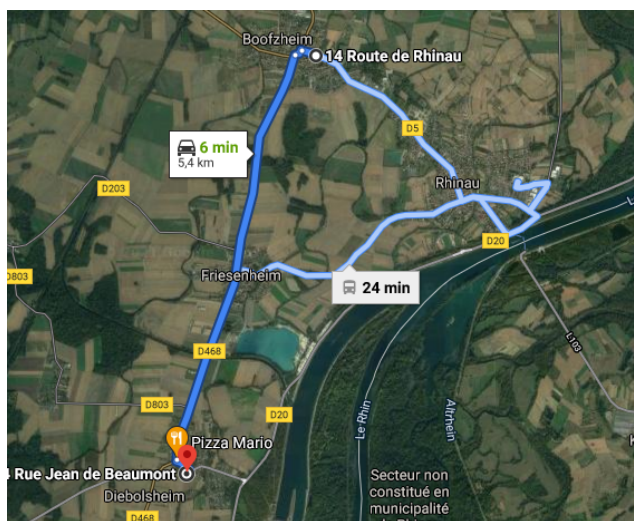 Boofzheim
14 Route de Rhinau
D5
6 min
5,4 km
D203
Rhinau
D20
D803
Friesenheim
24 min
L103
D468
D803
D20
Le Rhin
Altrhein
Pizza Mario
4 Rue Jean de Beaumont
Diebolsheim
D468
Secteur non
constitué en
municipalité